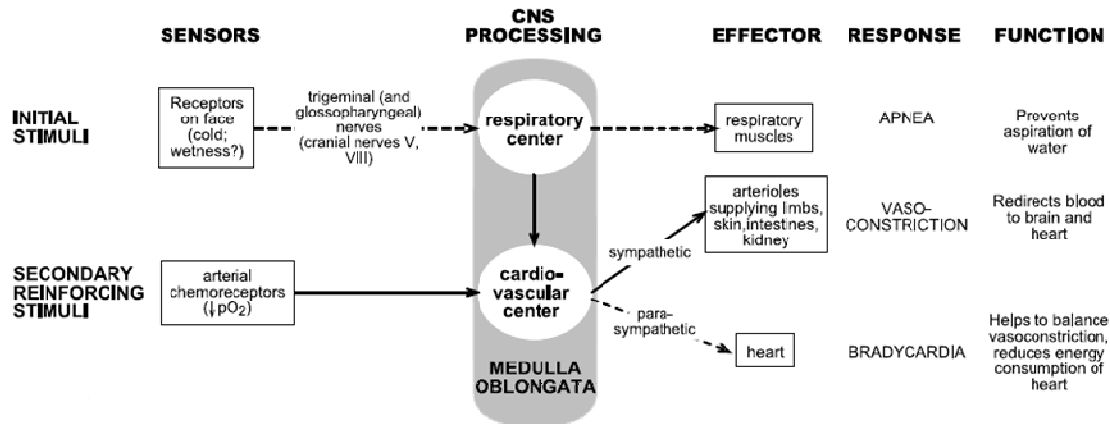 SENSORS
CNS
PROCESSING
EFFECTOR
RESPONSE
FUNCTION
INITIAL
STIMULI
Receptors
on face
(cold;
wetness?)
trigeminal (and
glossopharyngeal)
nerves
(cranial nerves V,
VIII)
respiratory
center
respiratory
muscles
APNEA
Prevents
aspiration of
water
arterioles
supplying limbs,
skin,intestines,
kidney
VASO-
CONSTRICTION
Redirects blood
to brain and
heart
sympathetic
SECONDARY
REINFORCING
STIMULI
arterial
chemoreceptors
(↓pO₂)
cardio-
vascular
center
para-
sympathetic
heart
BRADYCARDIA
Helps to balance
vasoconstriction,
reduces energy
consumption of
heart
MEDULLA
OBLONGATA